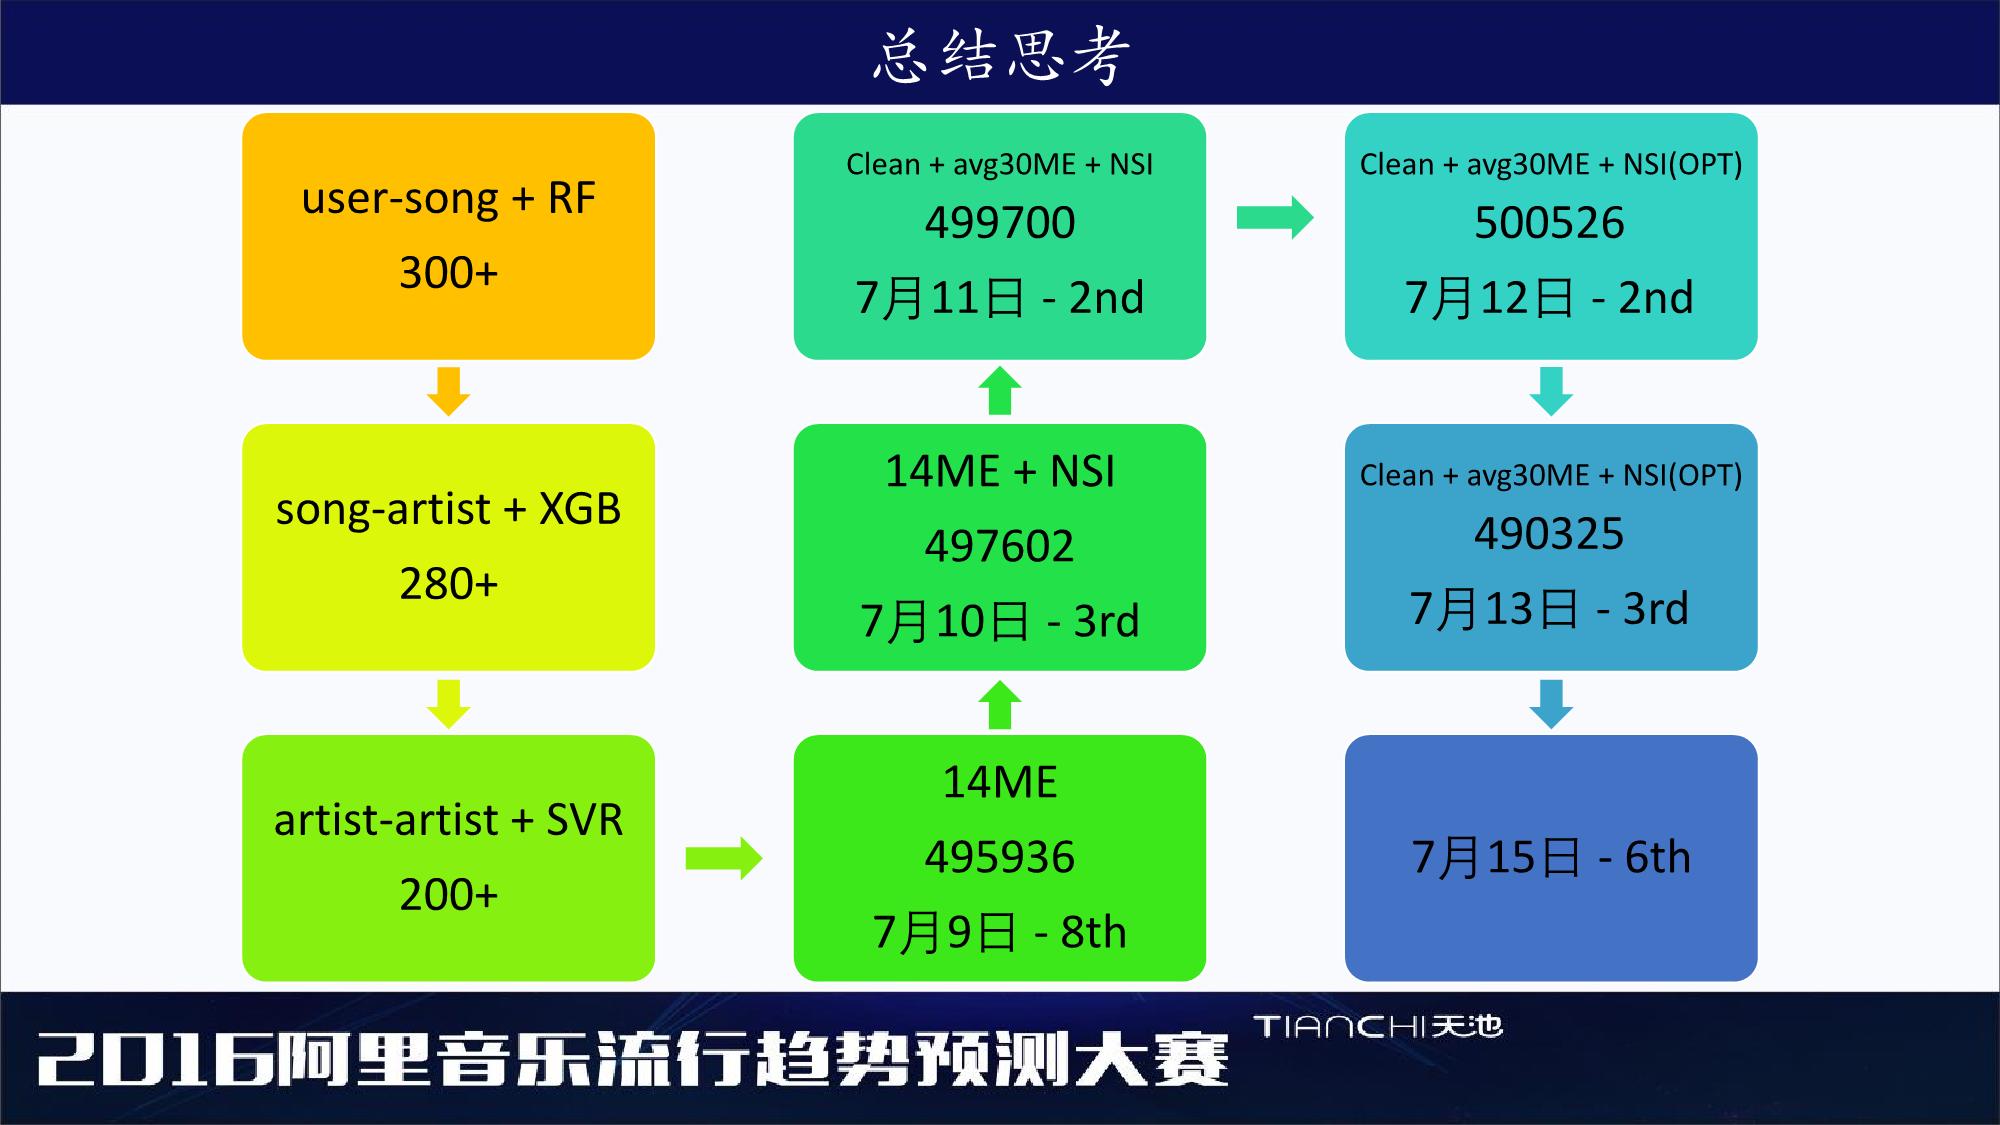 总结思考
user-song + RF
300+
song-artist + XGB
280+
artist-artist + SVR
200+
14ME
495936
7月9日 - 8th
14ME + NSI
497602
7月10日 - 3rd
Clean + avg30ME + NSI
499700
7月11日 - 2nd
Clean + avg30ME + NSI(OPT)
500526
7月12日 - 2nd
Clean + avg30ME + NSI(OPT)
490325
7月13日 - 3rd
7月15日 - 6th
2016阿里音乐流行趋势预测大赛
TIANCHI天池